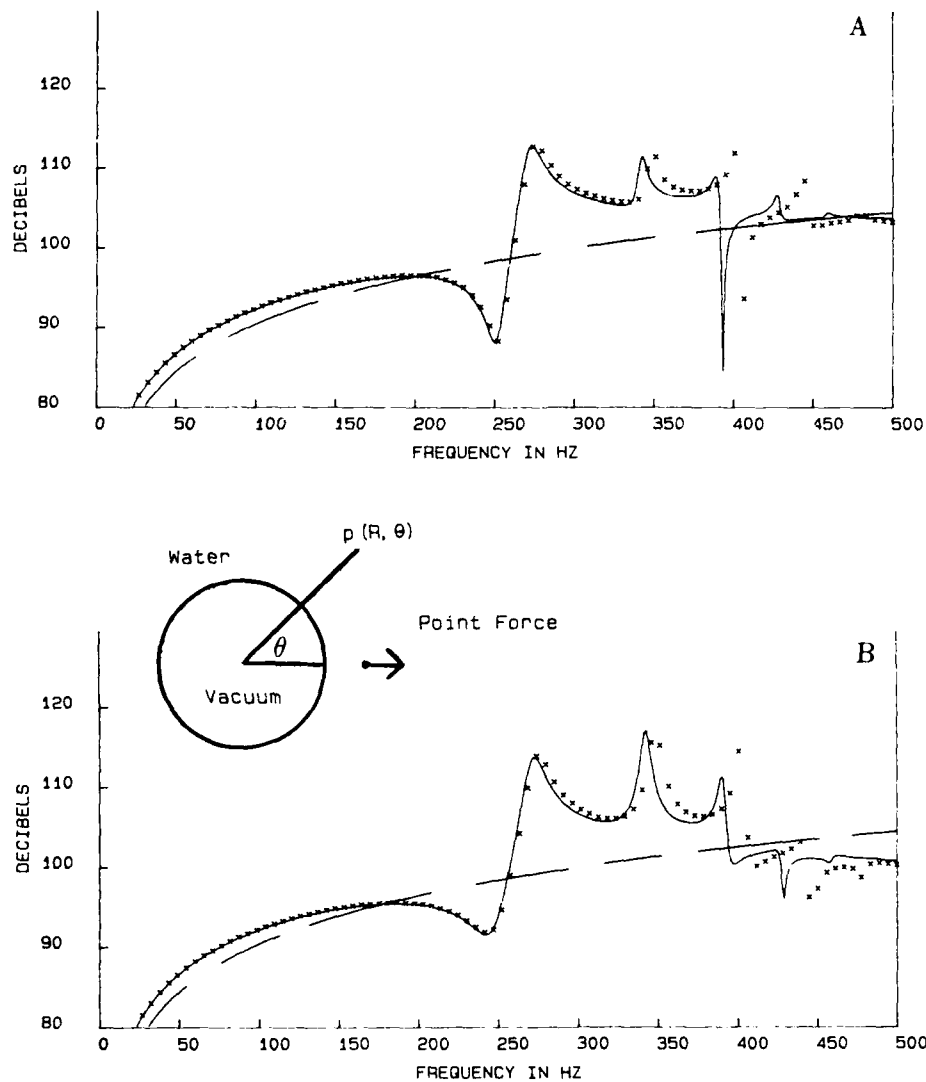 A
120
110
100
90
80
DECIBELS
0 50 100 150 200 250 300 350 400 450 500
FREQUENCY IN HZ
p (R, θ)
Water
Point Force
θ
Vacuum
B
120
110
100
90
80
DECIBELS
0 50 100 150 200 250 300 350 400 450 500
FREQUENCY IN HZ